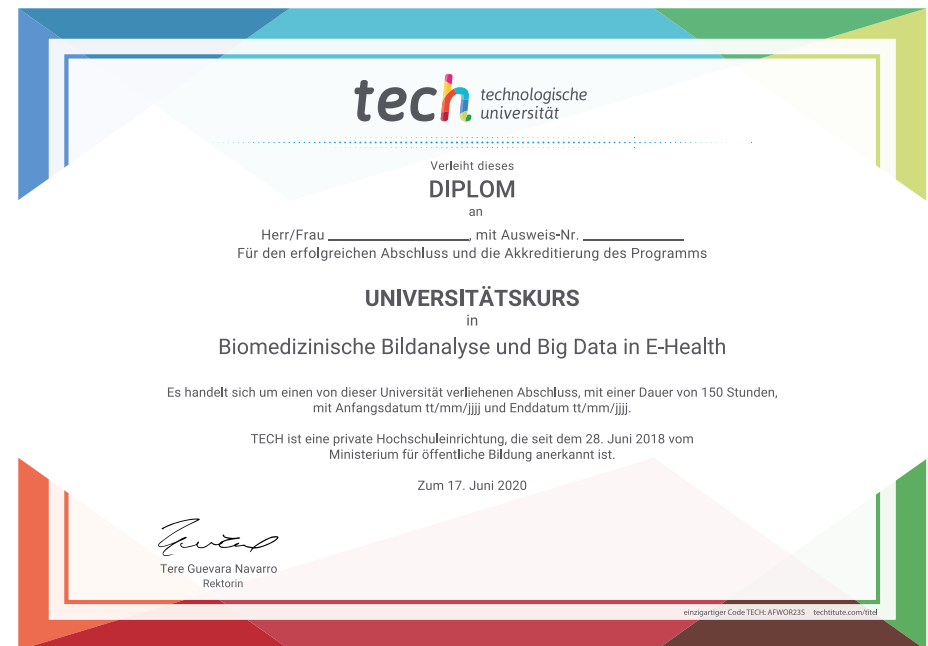 tech technologische
universität
Verleiht dieses
DIPLOM
an
Herr/Frau ________________, mit Ausweis-Nr. ____________
Für den erfolgreichen Abschluss und die Akkreditierung des Programms
UNIVERSITÄTSKURS
in
Biomedizinische Bildanalyse und Big Data in E-Health
Es handelt sich um einen von dieser Universität verliehenen Abschluss, mit einer Dauer von 150 Stunden,
mit Anfangsdatum tt/mm/jjjj und Enddatum tt/mm/jjjj.
TECH ist eine private Hochschuleinrichtung, die seit dem 28. Juni 2018 vom
Ministerium für öffentliche Bildung anerkannt ist.
Zum 17. Juni 2020
Tere Guevara Navarro
Rektorin
einzigartiger Code TECH: AFWOR23S techtitute.com/titel